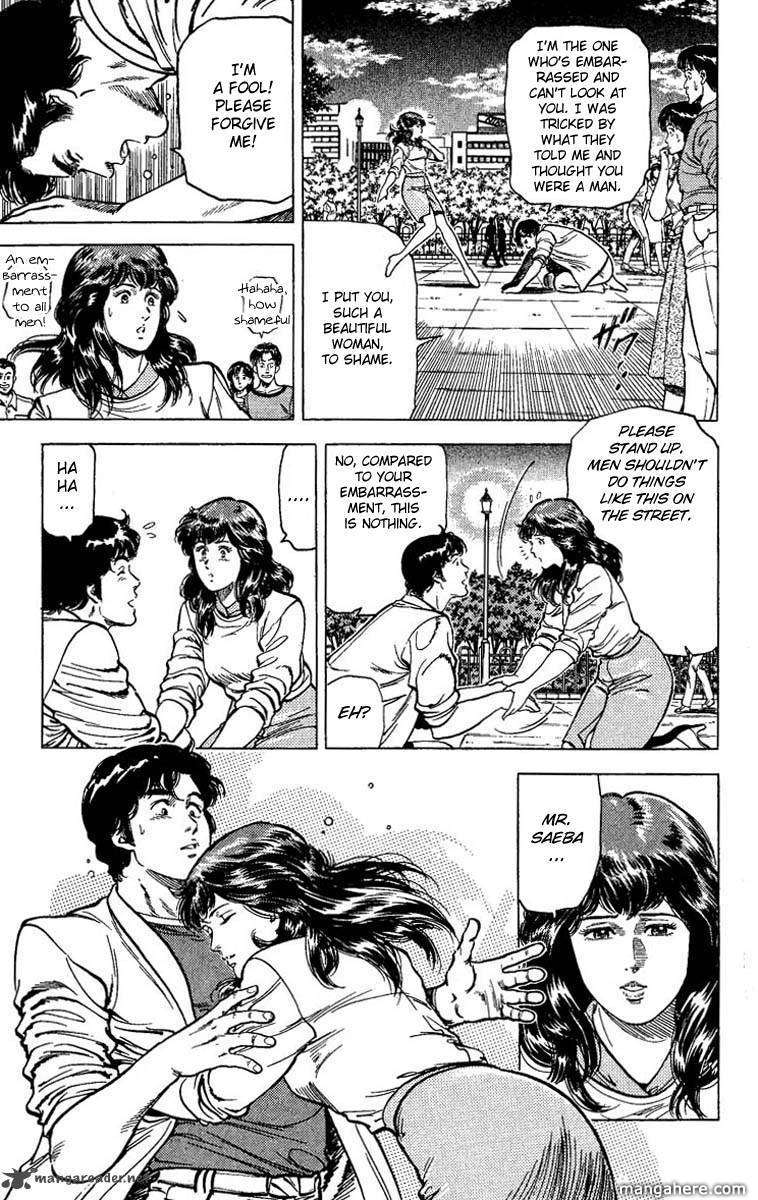 I'M THE ONE
WHO'S EMBAR-
RASSED AND
CAN'T LOOK AT
YOU. I WAS
TRICKED BY
WHAT THEY
TOLD ME AND
THOUGHT YOU
WERE A MAN.
I PUT YOU,
SUCH A
BEAUTIFUL
WOMAN,
TO SHAME.
ザッ
I'M
A FOOL!
PLEASE
FORGIVE
ME!
Hahaha,
how
shameful
An em-
barrass-
ment
to all
men!
PLEASE
STAND UP.
MEN SHOULDN'T
DO THINGS
LIKE THIS ON
THE STREET.
NO, COMPARED
TO YOUR
EMBARRASS-
MENT, THIS
IS NOTHING.
EH?
....
HA
HA
...
MR.
SAEBA
...
mangareader.net
mangahere.com